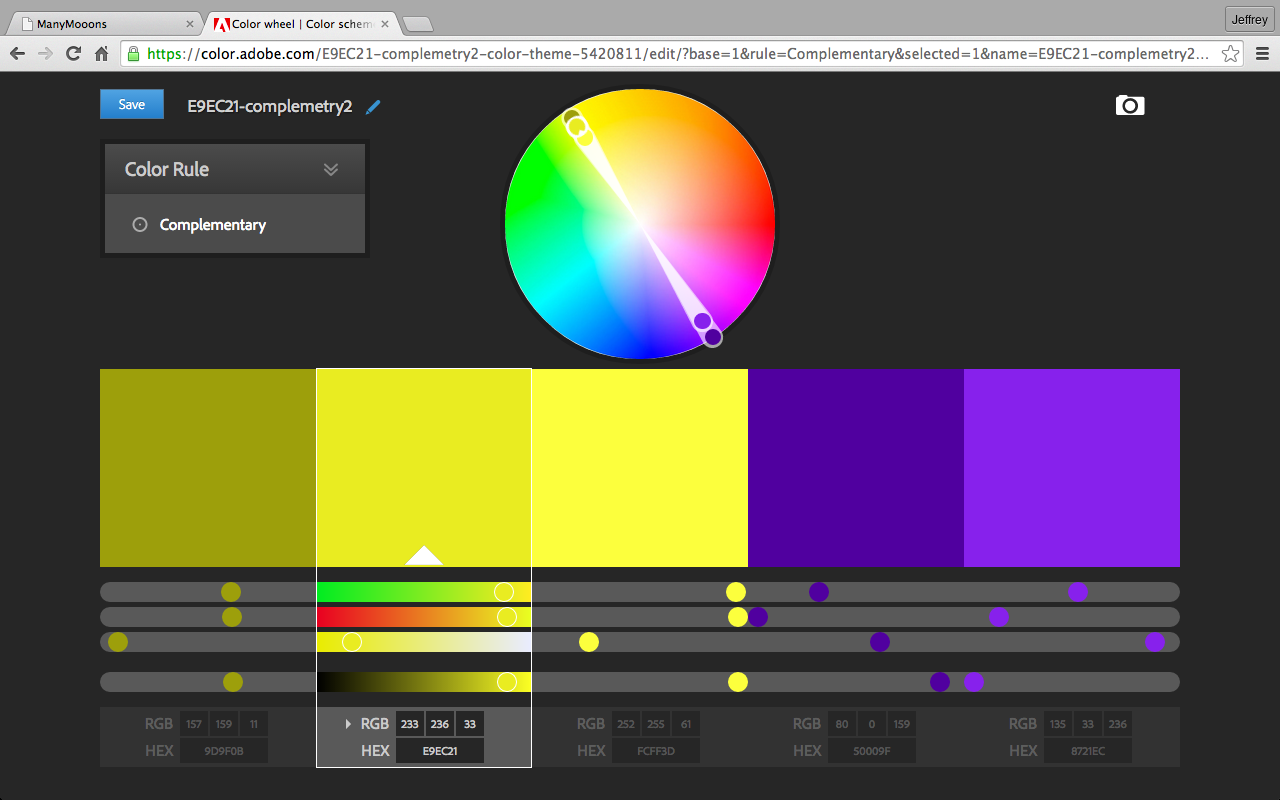 ManyMooons
Color wheel | Color schem
Jeffrey
https://color.adobe.com/E9EC21-complemetry2-color-theme-5420811/edit/?base=1&rule=Complementary&selected=1&name=E9EC21-complemetry2...
Save
E9EC21-complemetry2
Color Rule
Complementary
RGB 157 159 11
HEX 9D9F0B
RGB 233 236 33
HEX E9EC21
RGB 252 255 61
HEX FCFF3D
RGB 80 0 159
HEX 50009F
RGB 135 33 236
HEX 8721EC